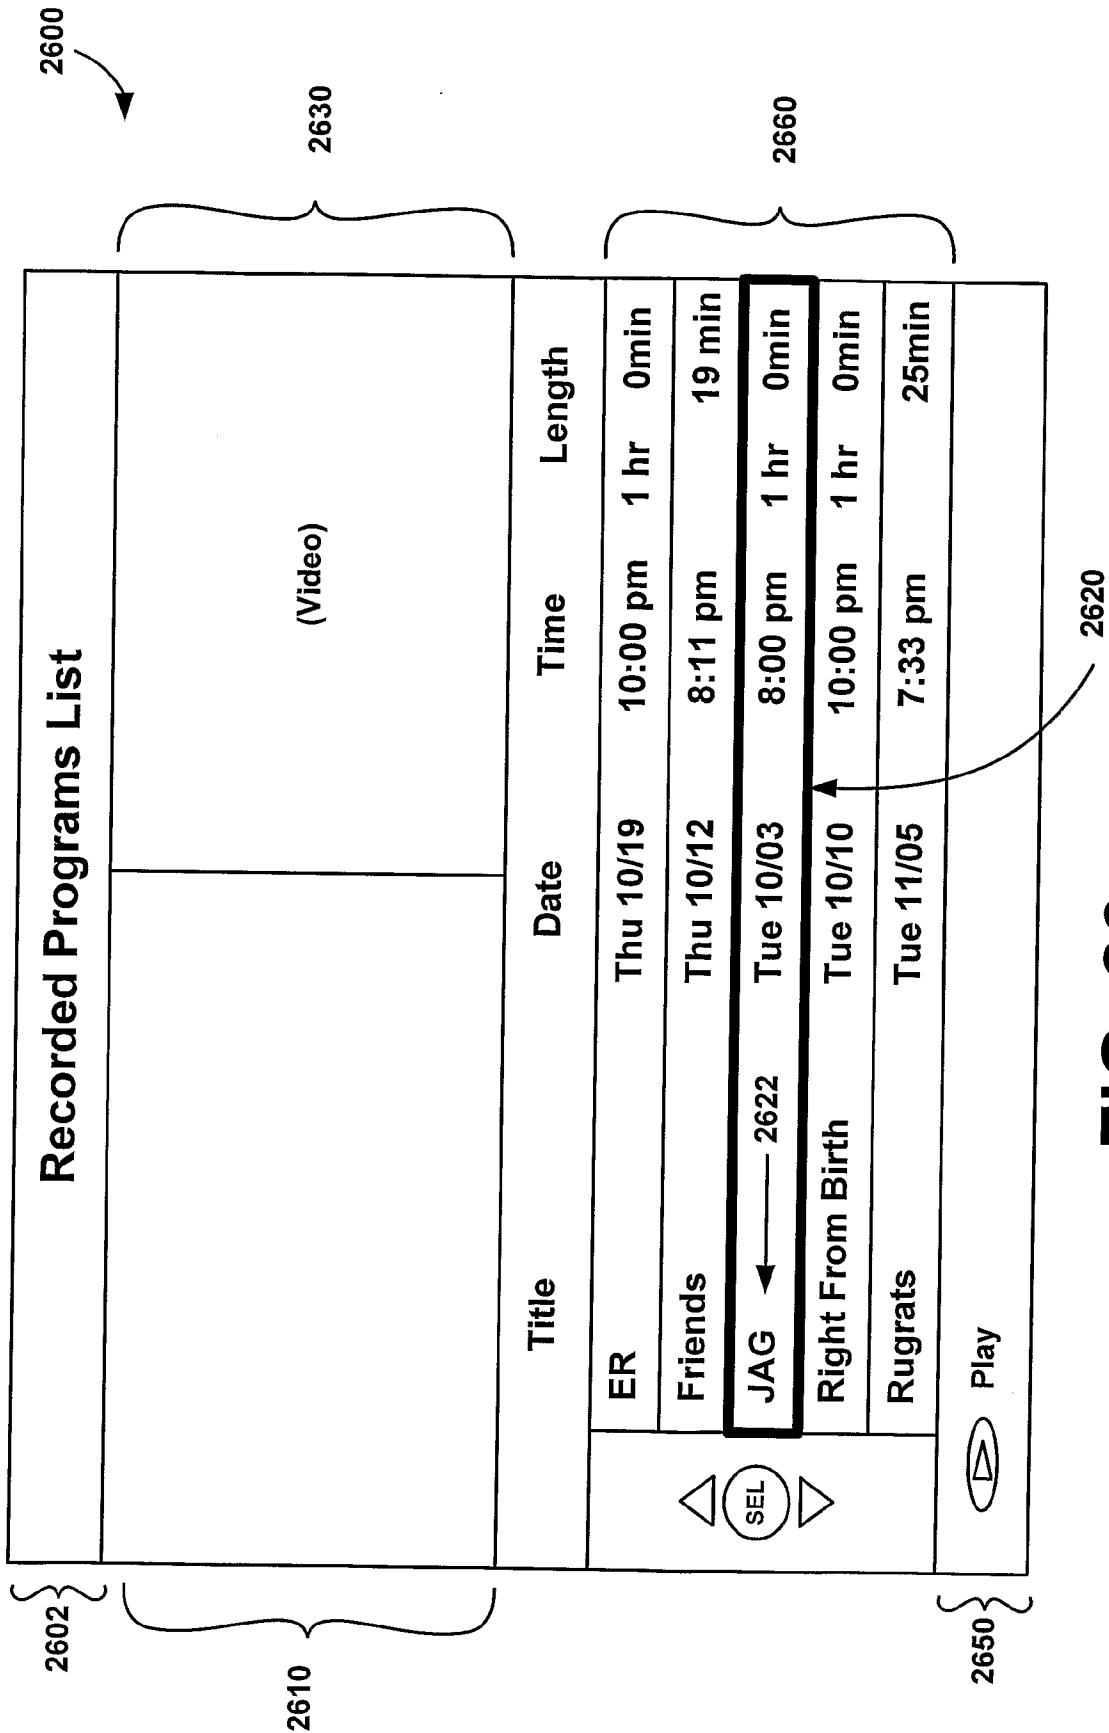 2600
2602
Recorded Programs List
2610
(Video)
2630
Title Date Time Length
ER Thu 10/19 10:00 pm 1 hr 0min
Friends Thu 10/12 8:11 pm 19 min
JAG 2622 Tue 10/03 8:00 pm 1 hr 0min
Right From Birth Tue 10/10 10:00 pm 1 hr 0min
Rugrats Tue 11/05 7:33 pm 25min
SEL
2660
2650
Play
2620